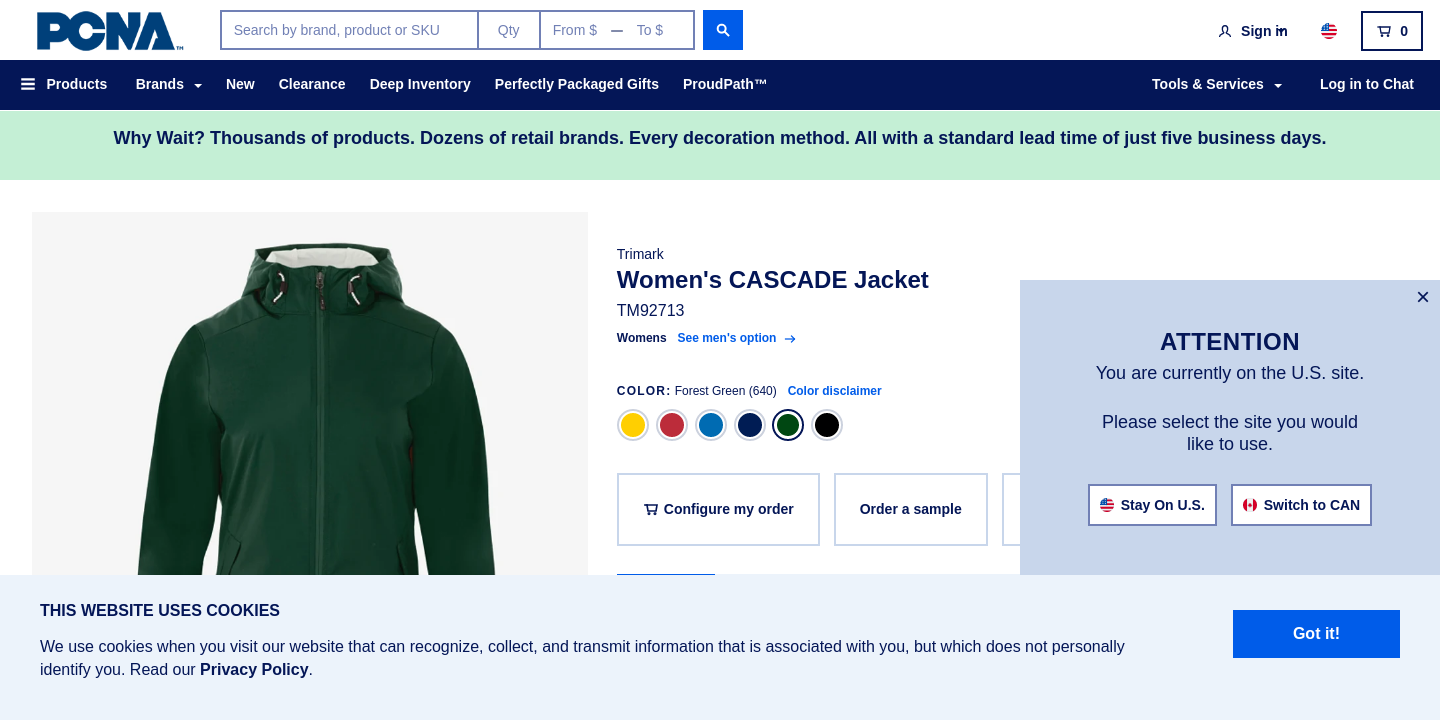 PCNA™
Search by brand, product or SKU
Qty
From $ — To $
Sign in
0
Products
Brands
New
Clearance
Deep Inventory
Perfectly Packaged Gifts
ProudPath™
Tools & Services
Log in to Chat
Why Wait? Thousands of products. Dozens of retail brands. Every decoration method. All with a standard lead time of just five business days.
Trimark
Women's CASCADE Jacket
TM92713
Womens See men's option →
COLOR: Forest Green (640) Color disclaimer
Configure my order
Order a sample
×
ATTENTION
You are currently on the U.S. site.
Please select the site you would
like to use.
Stay On U.S.
Switch to CAN
THIS WEBSITE USES COOKIES
We use cookies when you visit our website that can recognize, collect, and transmit information that is associated with you, but which does not personally
identify you. Read our Privacy Policy.
Got it!